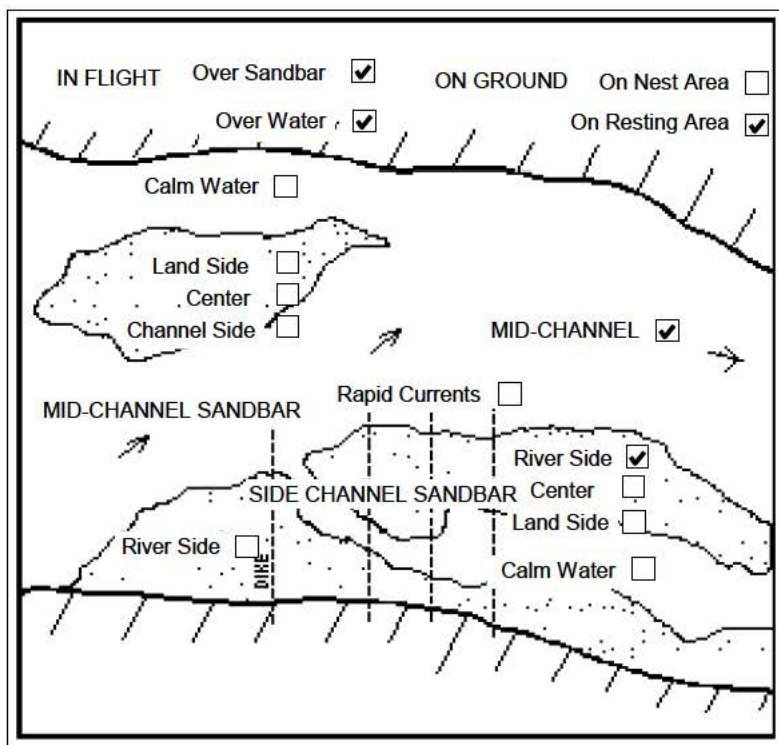 IN FLIGHT Over Sandbar ON GROUND On Nest Area
Over Water On Resting Area
Calm Water
Land Side
Center
Channel Side MID-CHANNEL
Rapid Currents
MID-CHANNEL SANDBAR
River Side
SIDE CHANNEL SANDBAR Center
Land Side
River Side
Calm Water
DIKE